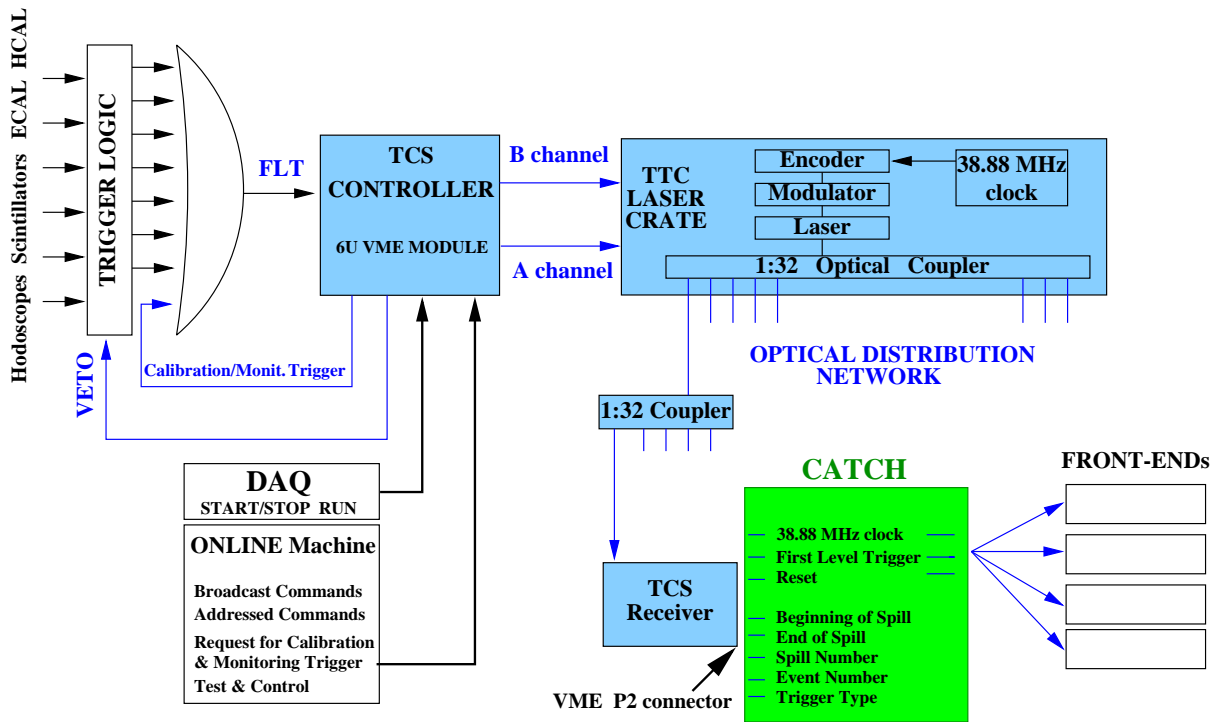 Hodoscopes Scintillators ECAL HCAL
TRIGGER LOGIC
FLT
TCS
CONTROLLER
6U VME MODULE
B channel
A channel
TTC
LASER
CRATE
Encoder
Modulator
Laser
38.88 MHz
clock
1:32 Optical Coupler
VETO
Calibration/Monit. Trigger
OPTICAL DISTRIBUTION
NETWORK
1:32 Coupler
DAQ
START/STOP RUN
ONLINE Machine
Broadcast Commands
Addressed Commands
Request for Calibration
& Monitoring Trigger
Test & Control
TCS
Receiver
VME P2 connector
CATCH
38.88 MHz clock
First Level Trigger
Reset
Beginning of Spill
End of Spill
Spill Number
Event Number
Trigger Type
FRONT-ENDs